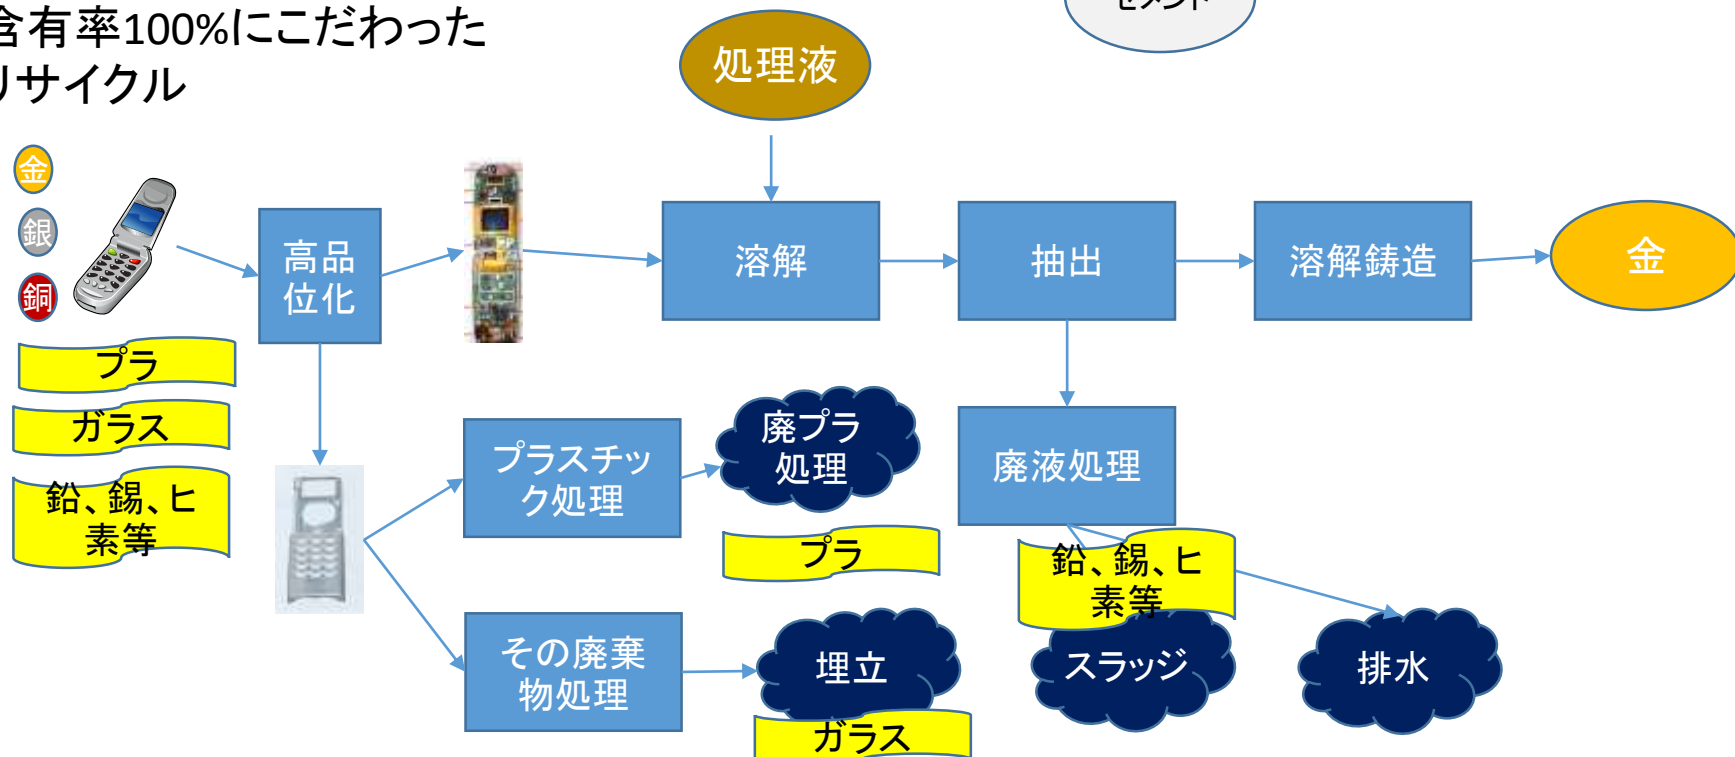 含有率100%にこだわった
リサイクル
セメント
処理液
金
銀
銅
高品
位化
溶解
抽出
溶解鋳造
金
プラ
ガラス
鉛、錫、ヒ
素等
プラスチッ
ク処理
廃プラ
処理
プラ
廃液処理
鉛、錫、ヒ
素等
その廃棄
物処理
埋立
ガラス
スラッジ
排水